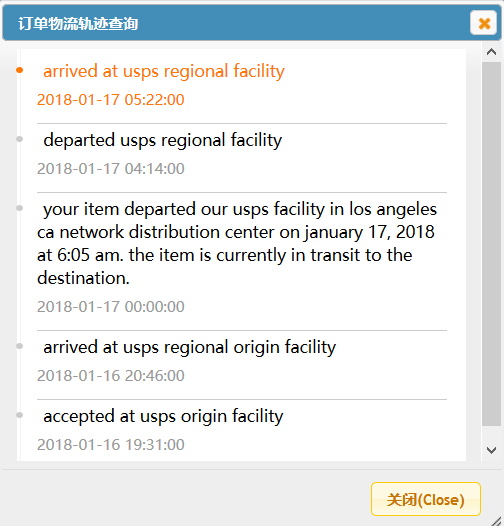 订单物流轨迹查询
arrived at usps regional facility
2018-01-17 05:22:00
departed usps regional facility
2018-01-17 04:14:00
your item departed our usps facility in los angeles
ca network distribution center on january 17, 2018
at 6:05 am. the item is currently in transit to the
destination.
2018-01-17 00:00:00
arrived at usps regional origin facility
2018-01-16 20:46:00
accepted at usps origin facility
2018-01-16 19:31:00
关闭(Close)